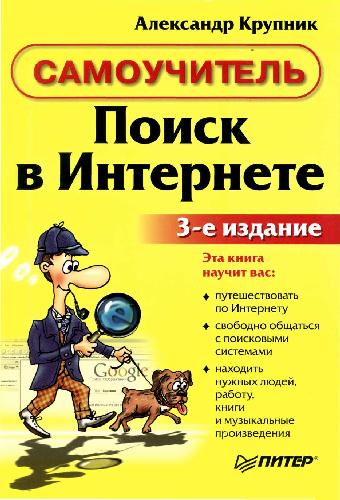 Александр Крупник
САМОУЧИТЕЛЬ
Поиск
в Интернете
3-е издание
Эта книга
научит вас:
путешествовать
по Интернету
свободно общаться
с поисковыми
системами
находить
нужных людей,
работу,
книги
и музыкальные
произведения
Google
ПИТЕР